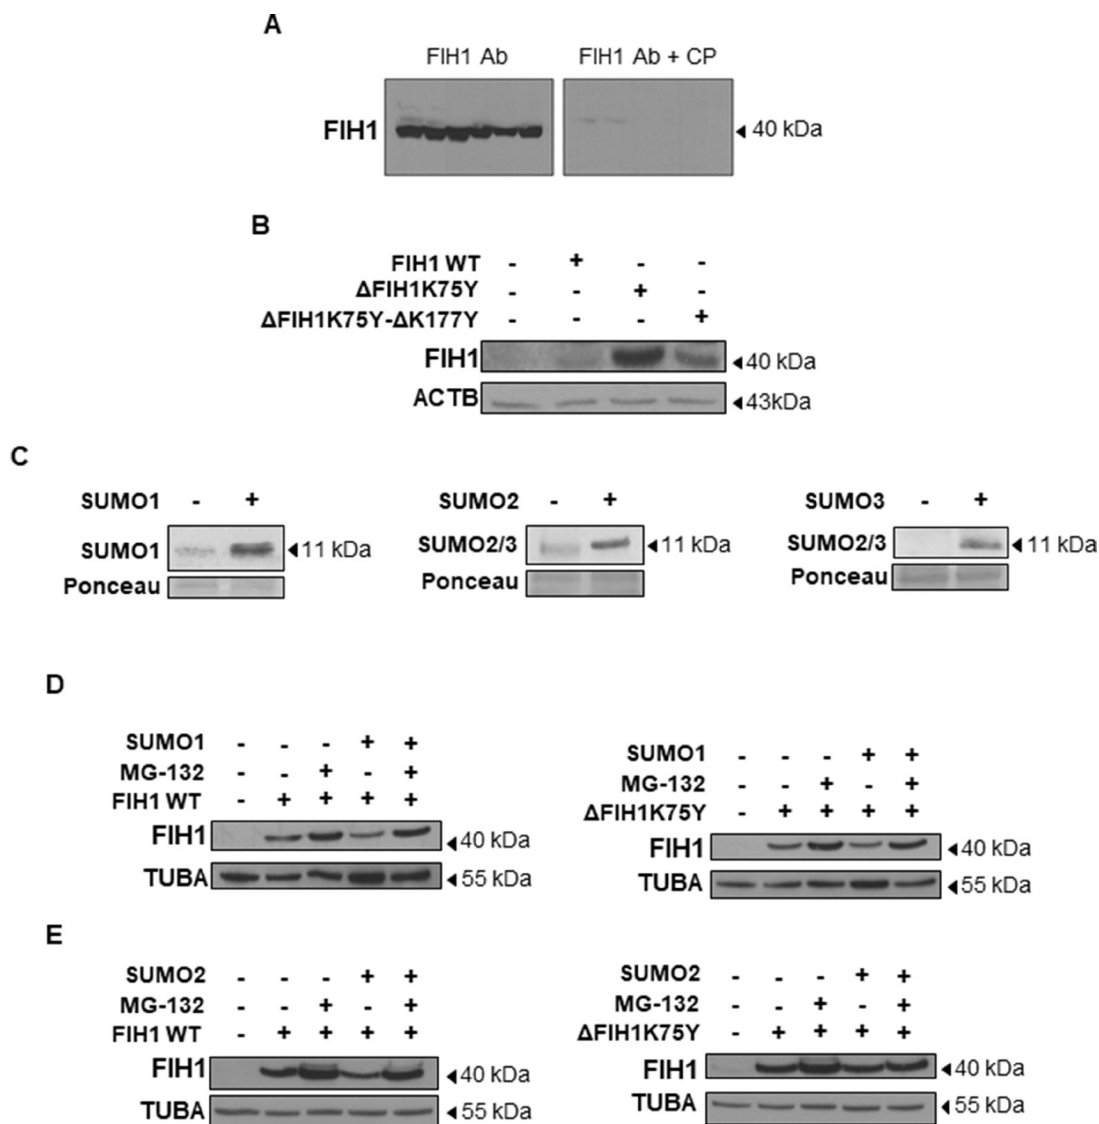 A
FIH1 Ab FIH1 Ab + CP
FIH1 ◄ 40 kDa
B
FIH1 WT - + - -
ΔFIH1K75Y - - + -
ΔFIH1K75Y-ΔK177Y - - - +
FIH1 ◄40 kDa
ACTB ◄43kDa
C
SUMO1 - + SUMO2 - + SUMO3 - +
SUMO1 ◄11 kDa SUMO2/3 ◄11 kDa SUMO2/3 ◄11 kDa
Ponceau Ponceau Ponceau
D
SUMO1 - - - + +
MG-132 - - + - +
FIH1 WT - + + + +
FIH1 ◄40 kDa
TUBA ◄55 kDa
SUMO1 - - - + +
MG-132 - - + - +
ΔFIH1K75Y - + + + +
FIH1 ◄40 kDa
TUBA ◄55 kDa
E
SUMO2 - - - + +
MG-132 - - + - +
FIH1 WT - + + + +
FIH1 ◄40 kDa
TUBA ◄55 kDa
SUMO2 - - - + +
MG-132 - - + - +
ΔFIH1K75Y - + + + +
FIH1 ◄40 kDa
TUBA ◄55 kDa